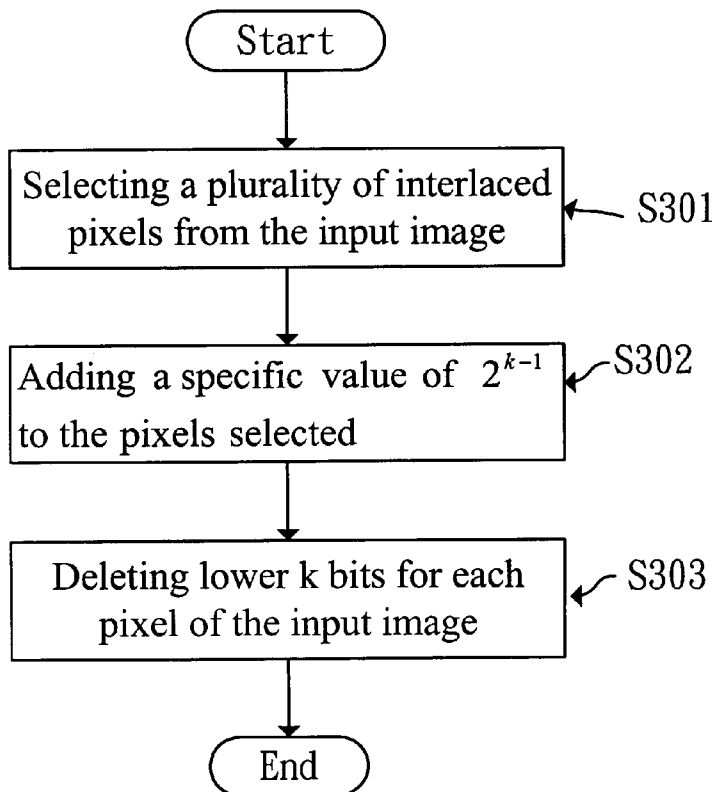 Start
Selecting a plurality of interlaced
pixels from the input image
S301
Adding a specific value of 2^{k-1}
to the pixels selected
S302
Deleting lower k bits for each
pixel of the input image
S303
End